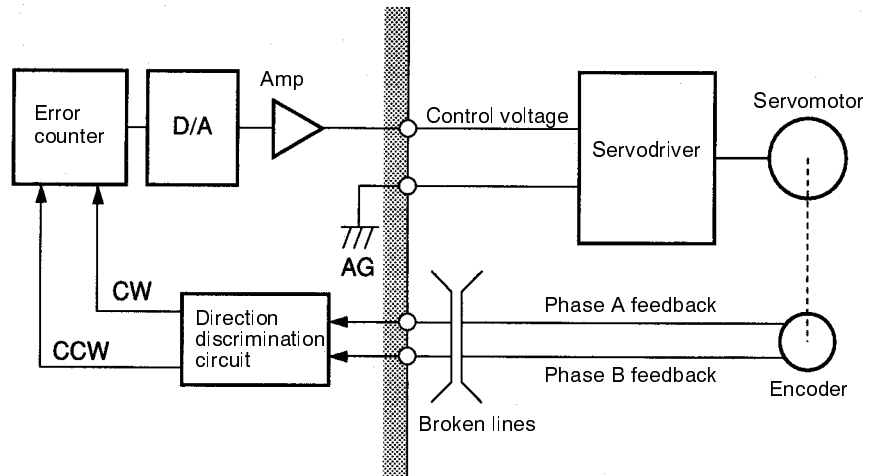 Amp
Servomotor
Error
counter
D/A
Control voltage
Servodriver
AG
CW
CCW
Direction
discrimination
circuit
Phase A feedback
Phase B feedback
Encoder
Broken lines